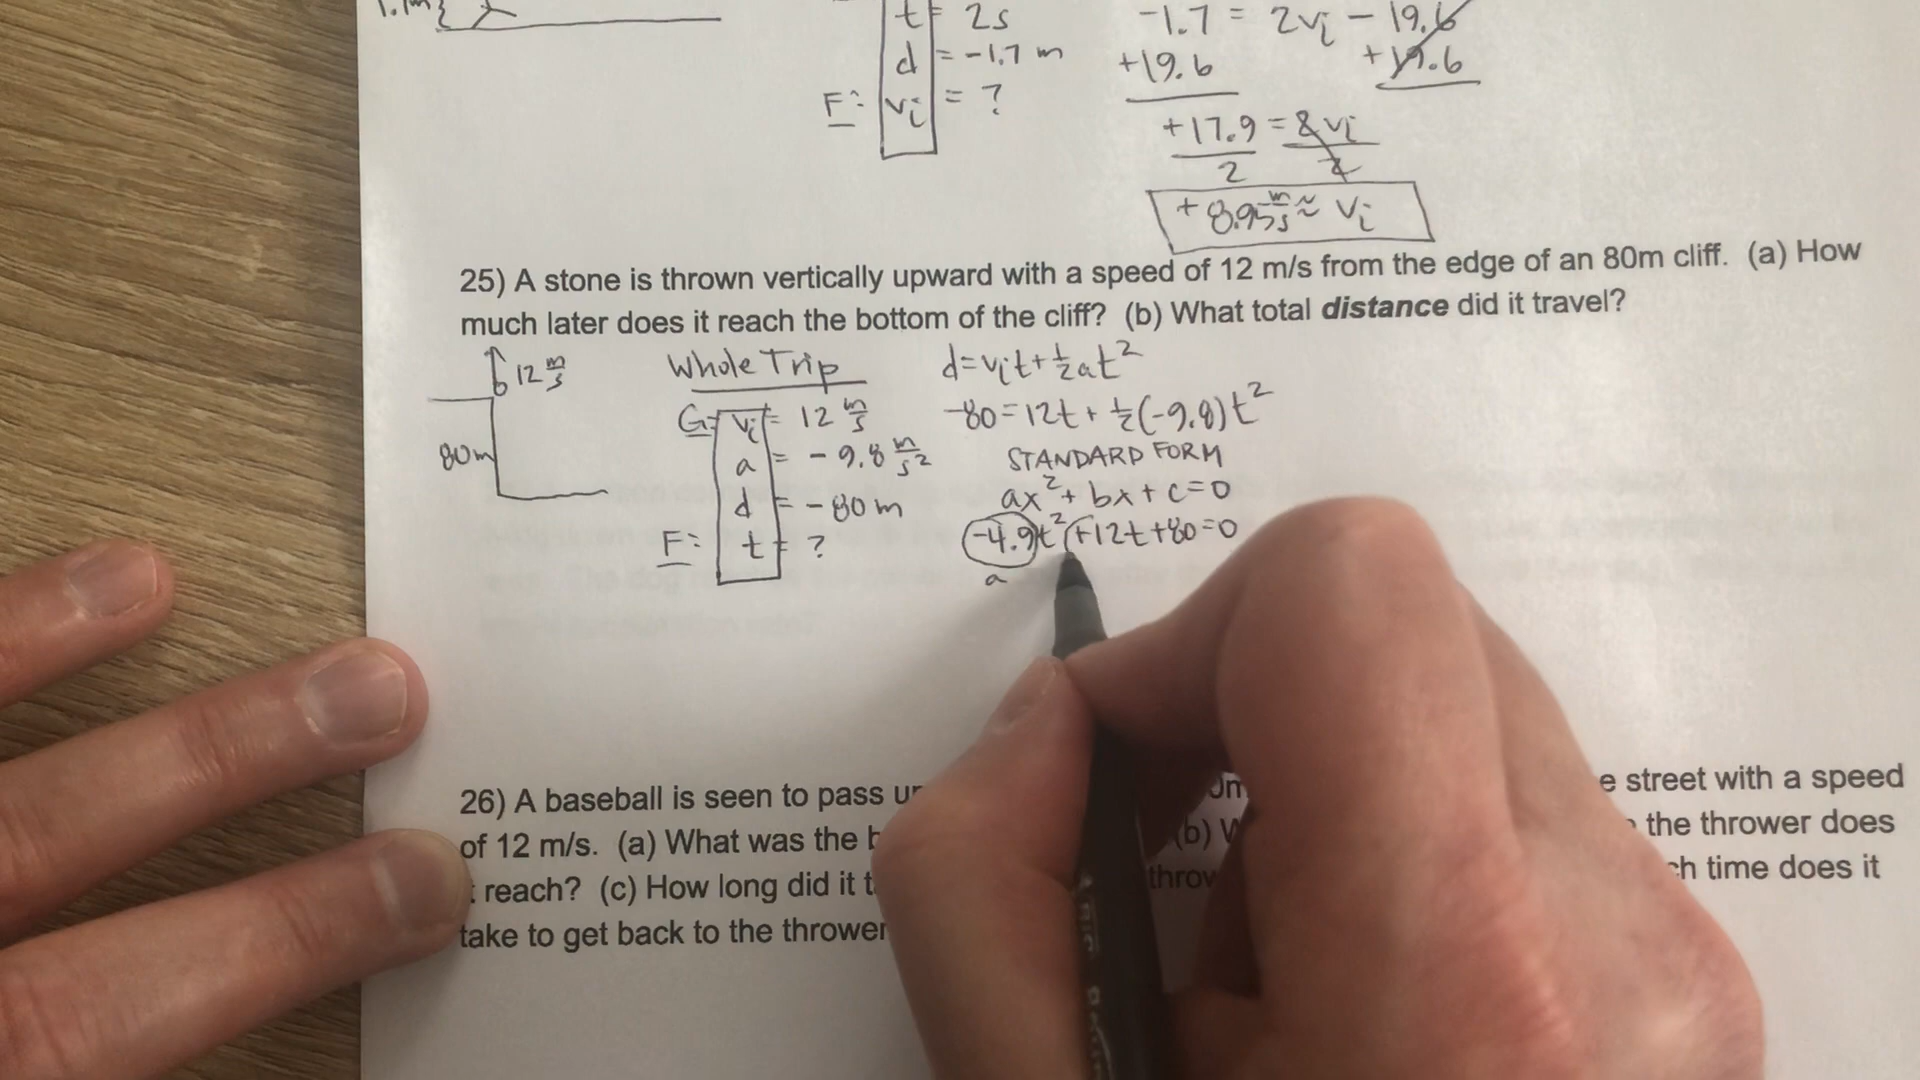 1.1m
t = 2s
d = -1.7 m
F: vi = ?
-1.7 = 2vi - 19.6
+19.6 +19.6
+17.9 = 2vi
2 2
+8.95 m/s ≈ vi
25) A stone is thrown vertically upward with a speed of 12 m/s from the edge of an 80m cliff. (a) How
much later does it reach the bottom of the cliff? (b) What total distance did it travel?
12 m/s
80m
Whole Trip
G: vi = 12 m/s
a = -9.8 m/s²
d = -80 m
F: t = ?
d=vit+½at²
-80=12t+½(-9.8)t²
STANDARD FORM
ax²+bx+c=0
-4.9t²+12t+80=0
a
26) A baseball is seen to pass e street with a speed
of 12 m/s. (a) What was the (b) the thrower does
reach? (c) How long did it time does it
take to get back to the thrower